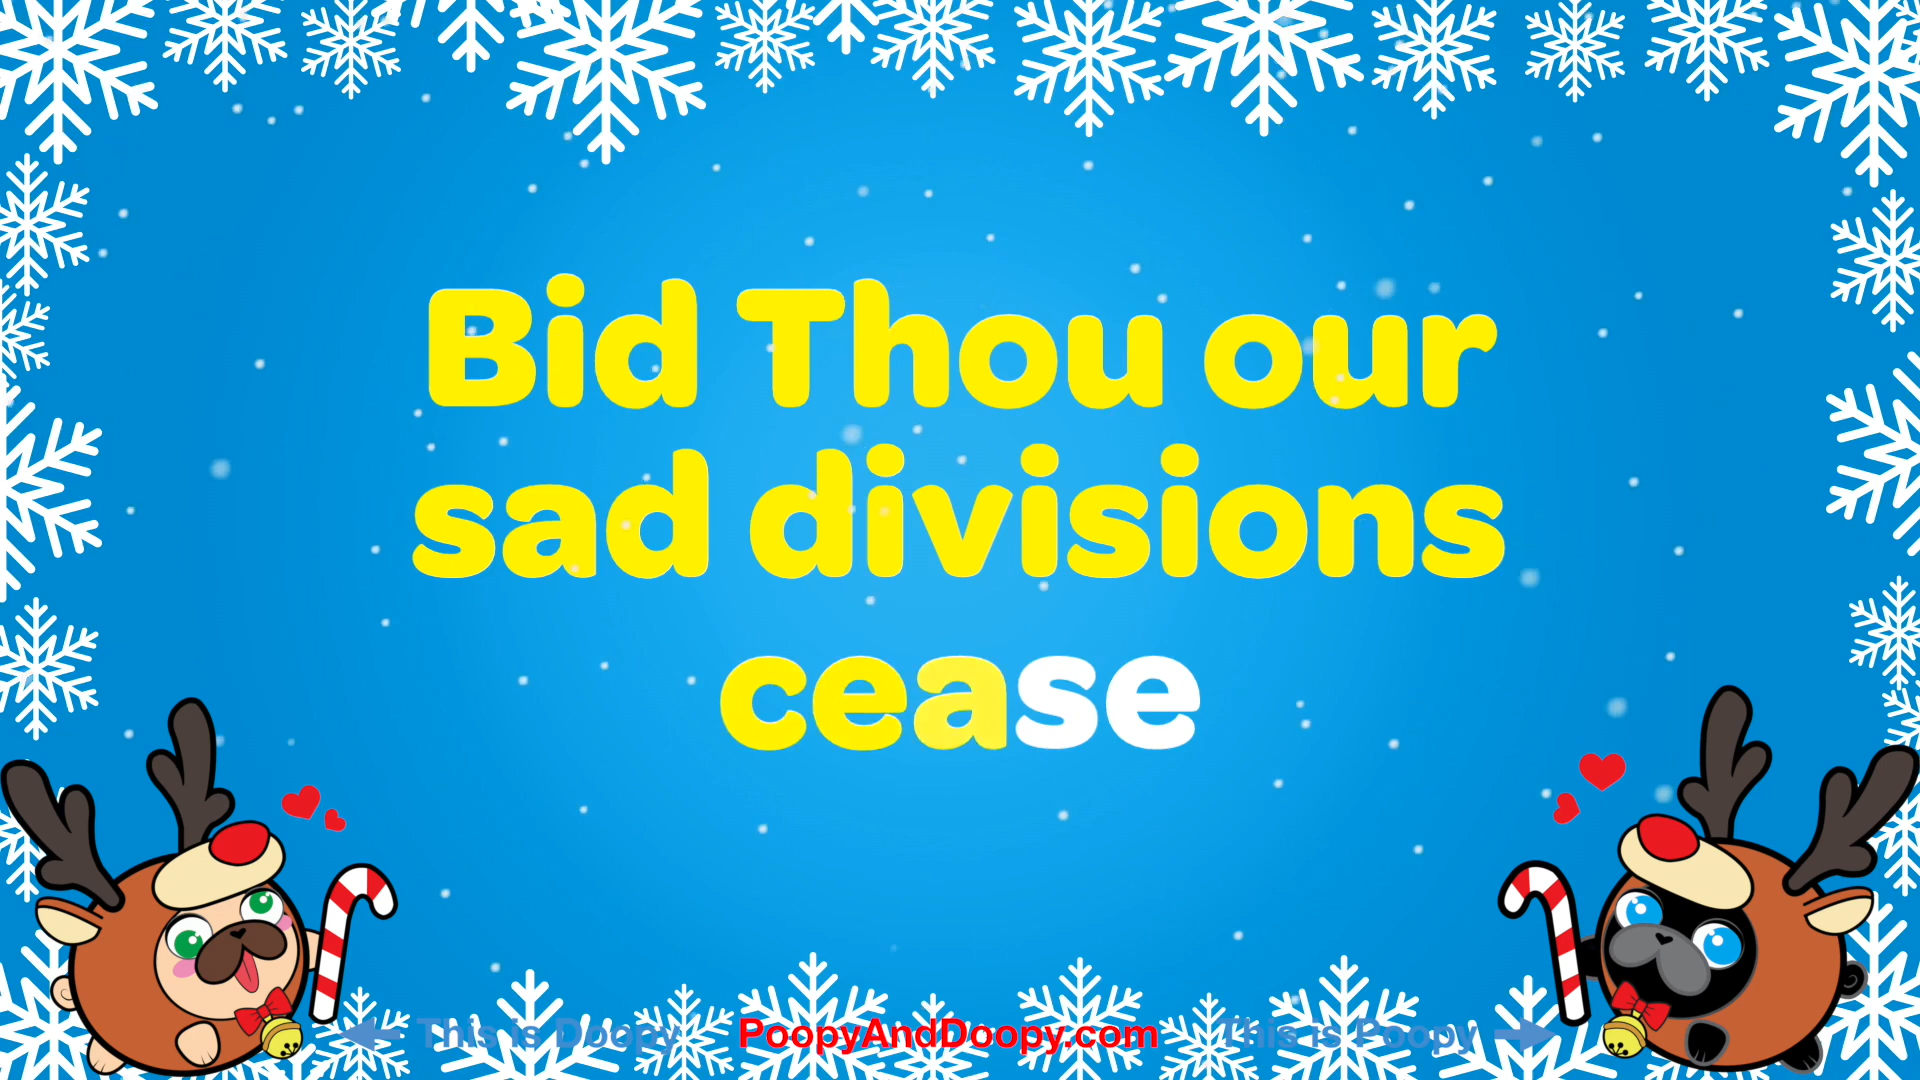 Bid Thou our
sad divisions
cease
This is Doopy
PoopyAndDoopy.com
This is Poopy